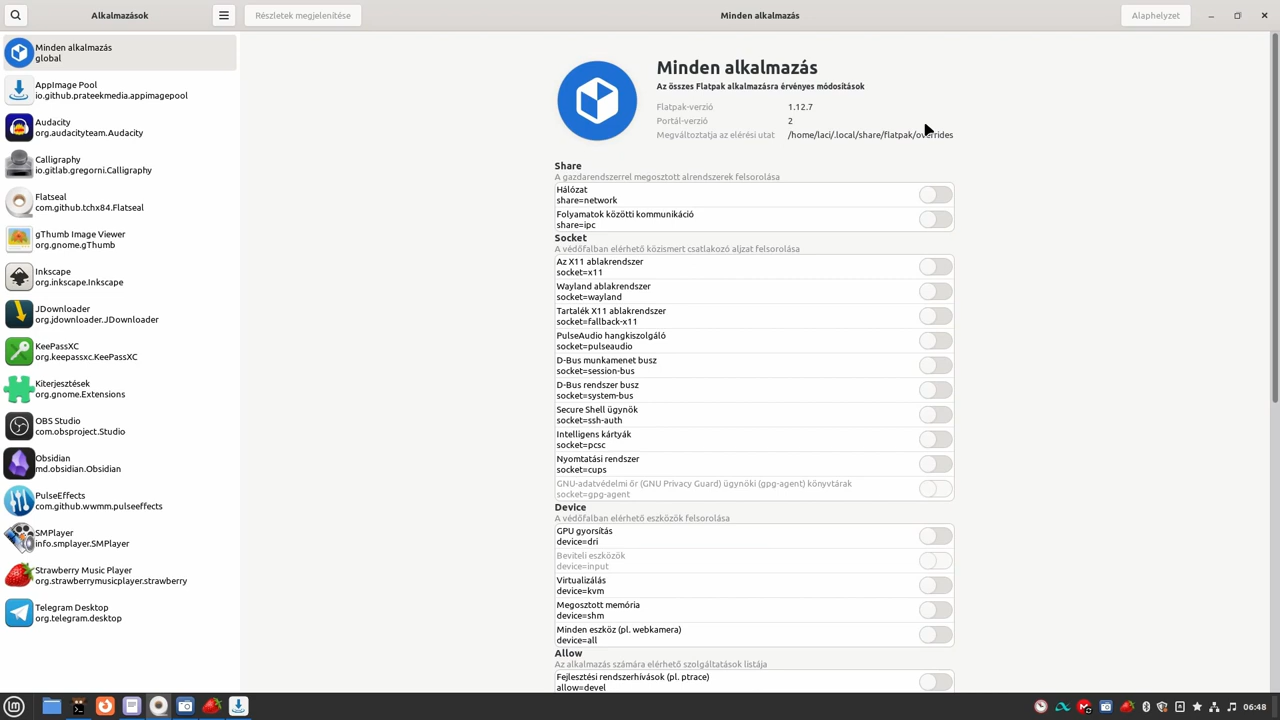 Alkalmazások
Részletek megjelenítése
Minden alkalmazás
Alaphelyzet
Minden alkalmazás
global
AppImage Pool
io.github.prateekmedia.appimagepool
Audacity
org.audacityteam.Audacity
Calligraphy
io.gitlab.gregorni.Calligraphy
Flatseal
com.github.tchx84.Flatseal
gThumb Image Viewer
org.gnome.gThumb
Inkscape
org.inkscape.Inkscape
JDownloader
org.jdownloader.JDownloader
KeePassXC
org.keepassxc.KeePassXC
Kiterjesztések
org.gnome.Extensions
OBS Studio
com.obsproject.Studio
Obsidian
md.obsidian.Obsidian
PulseEffects
com.github.wwmm.pulseeffects
SMPlayer
info.smplayer.SMPlayer
Strawberry Music Player
org.strawberrymusicplayer.strawberry
Telegram Desktop
org.telegram.desktop
Minden alkalmazás
Az összes Flatpak alkalmazásra érvényes módosítások
Flatpak-verzió 1.12.7
Portál-verzió 2
Megváltoztatja az elérési utat /home/laci/.local/share/flatpak/overrides
Share
A gazdarendszerrel megosztott alrendszerek felsorolása
Hálózat
share=network
Folyamatok közötti kommunikáció
share=ipc
Socket
A védőfalban elérhető közismert csatlakozó aljzat felsorolása
Az X11 ablakrendszer
socket=x11
Wayland ablakrendszer
socket=wayland
Tartalék X11 ablakrendszer
socket=fallback-x11
PulseAudio hangkiszolgáló
socket=pulseaudio
D-Bus munkamenet busz
socket=session-bus
D-Bus rendszer busz
socket=system-bus
Secure Shell ügynök
socket=ssh-auth
Intelligens kártyák
socket=pcsc
Nyomtatási rendszer
socket=cups
GNU-adatvédelmi őr (GNU Privacy Guard) ügynöki (gpg-agent) könyvtárak
socket=gpg-agent
Device
A védőfalban elérhető eszközök felsorolása
GPU gyorsítás
device=dri
Beviteli eszközök
device=input
Virtualizálás
device=kvm
Megosztott memória
device=shm
Minden eszköz (pl. webkamera)
device=all
Allow
Az alkalmazás számára elérhető szolgáltatások listája
Fejlesztési rendszerhívások (pl. ptrace)
allow=devel
06:48